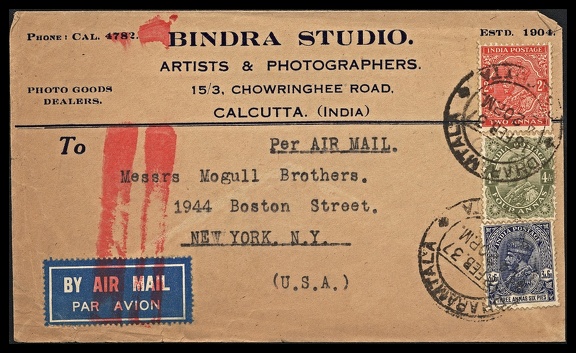 PHONE: CAL. 4782.
ESTD. 1904.
BINDRA STUDIO.
ARTISTS & PHOTOGRAPHERS.
PHOTO GOODS
DEALERS.
15/3, CHOWRINGHEE ROAD,
CALCUTTA. (INDIA)
To
Per AIR MAIL.
Messrs Mogull Brothers.
1944 Boston Street.
NEW YORK. N.Y.
(U.S.A.)
BY AIR MAIL
PAR AVION
INDIA POSTAGE
TWO ANNAS
FOUR ANNAS
INDIA POSTAGE
THREE ANNAS SIX PIES
FEB 37